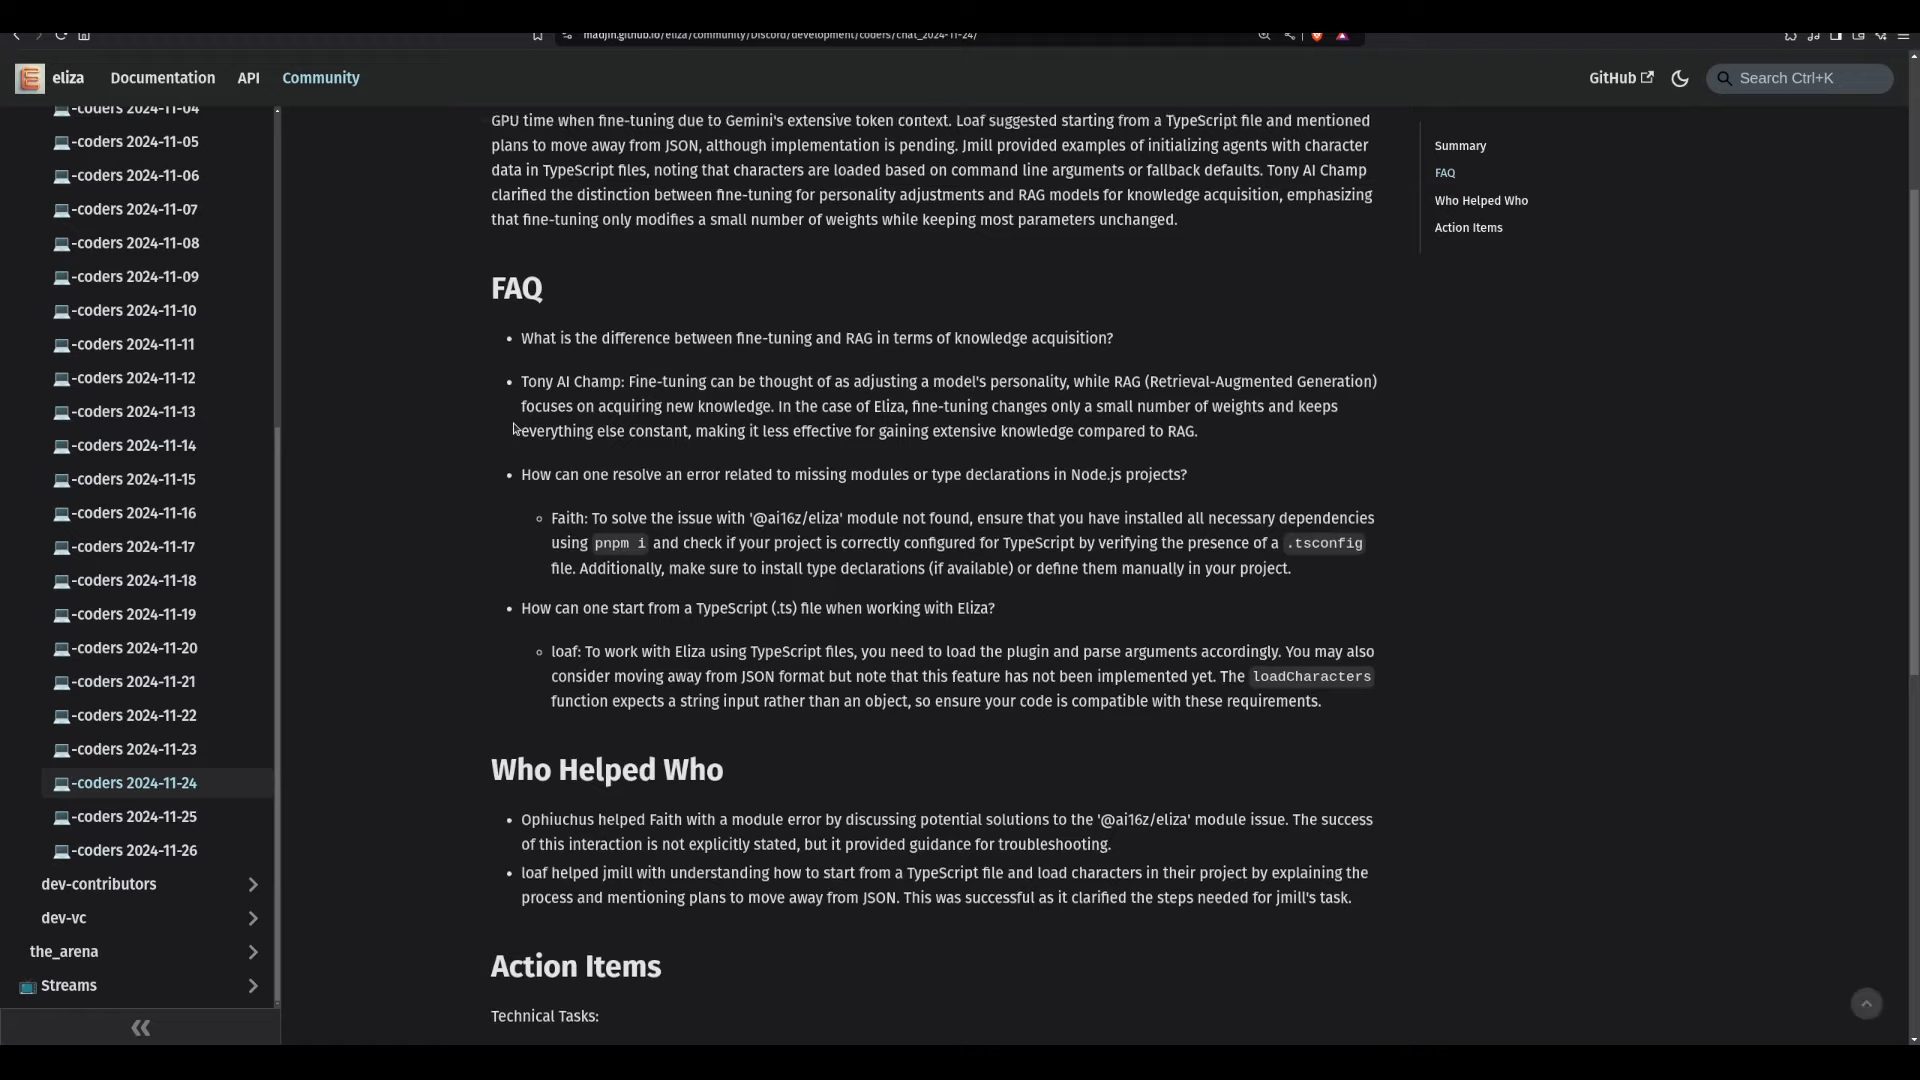 madjin.github.io/eliza/community/Discord/development/coders/chat_2024-11-24/
eliza
Documentation
API
Community
GitHub
Search Ctrl+K
-coders 2024-11-04
-coders 2024-11-05
-coders 2024-11-06
-coders 2024-11-07
-coders 2024-11-08
-coders 2024-11-09
-coders 2024-11-10
-coders 2024-11-11
-coders 2024-11-12
-coders 2024-11-13
-coders 2024-11-14
-coders 2024-11-15
-coders 2024-11-16
-coders 2024-11-17
-coders 2024-11-18
-coders 2024-11-19
-coders 2024-11-20
-coders 2024-11-21
-coders 2024-11-22
-coders 2024-11-23
-coders 2024-11-24
-coders 2024-11-25
-coders 2024-11-26
dev-contributors
dev-vc
the_arena
Streams
GPU time when fine-tuning due to Gemini's extensive token context. Loaf suggested starting from a TypeScript file and mentioned
plans to move away from JSON, although implementation is pending. Jmill provided examples of initializing agents with character
data in TypeScript files, noting that characters are loaded based on command line arguments or fallback defaults. Tony AI Champ
clarified the distinction between fine-tuning for personality adjustments and RAG models for knowledge acquisition, emphasizing
that fine-tuning only modifies a small number of weights while keeping most parameters unchanged.
FAQ
• What is the difference between fine-tuning and RAG in terms of knowledge acquisition?
• Tony AI Champ: Fine-tuning can be thought of as adjusting a model's personality, while RAG (Retrieval-Augmented Generation)
focuses on acquiring new knowledge. In the case of Eliza, fine-tuning changes only a small number of weights and keeps
everything else constant, making it less effective for gaining extensive knowledge compared to RAG.
• How can one resolve an error related to missing modules or type declarations in Node.js projects?
◦ Faith: To solve the issue with '@ai16z/eliza' module not found, ensure that you have installed all necessary dependencies
using pnpm i and check if your project is correctly configured for TypeScript by verifying the presence of a .tsconfig
file. Additionally, make sure to install type declarations (if available) or define them manually in your project.
• How can one start from a TypeScript (.ts) file when working with Eliza?
◦ loaf: To work with Eliza using TypeScript files, you need to load the plugin and parse arguments accordingly. You may also
consider moving away from JSON format but note that this feature has not been implemented yet. The loadCharacters
function expects a string input rather than an object, so ensure your code is compatible with these requirements.
Who Helped Who
• Ophiuchus helped Faith with a module error by discussing potential solutions to the '@ai16z/eliza' module issue. The success
of this interaction is not explicitly stated, but it provided guidance for troubleshooting.
• loaf helped jmill with understanding how to start from a TypeScript file and load characters in their project by explaining the
process and mentioning plans to move away from JSON. This was successful as it clarified the steps needed for jmill's task.
Action Items
Technical Tasks:
Summary
FAQ
Who Helped Who
Action Items